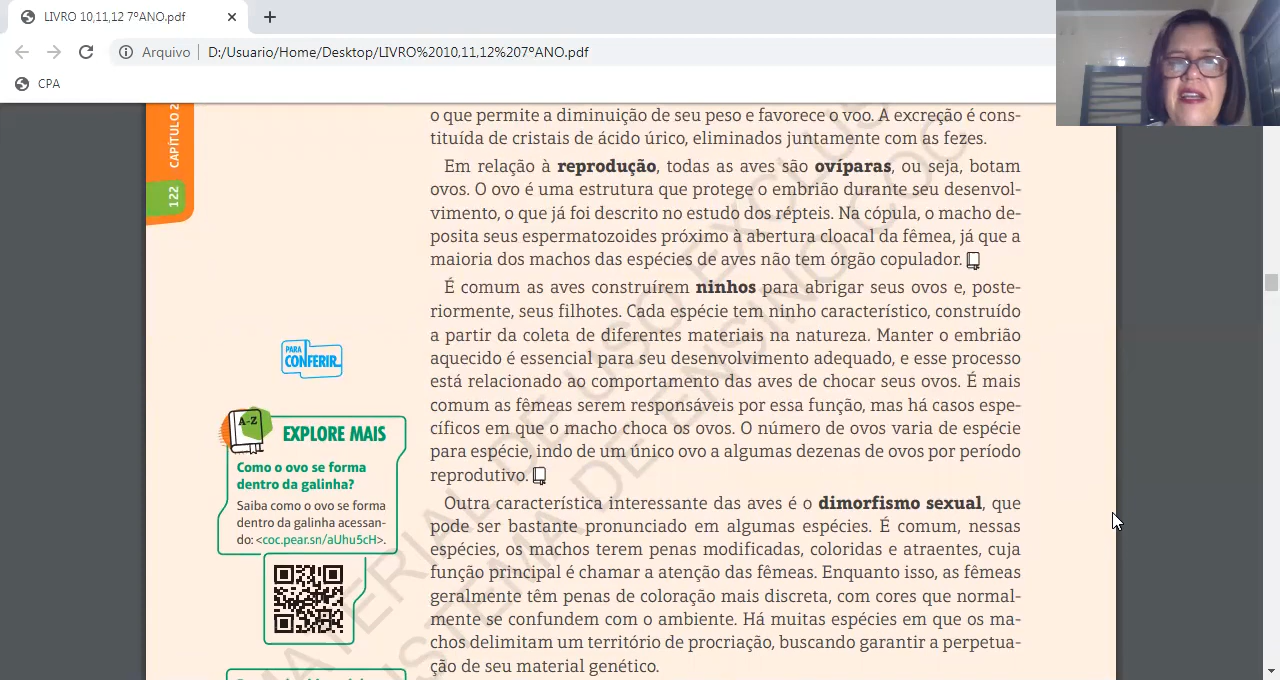 LIVRO 10,11,12 7ºANO.pdf
Arquivo D:/Usuario/Home/Desktop/LIVRO%2010,11,12%207ºANO.pdf
CPA
CAPÍTULO 2
122
o que permite a diminuição de seu peso e favorece o voo. A excreção é cons-
tituída de cristais de ácido úrico, eliminados juntamente com as fezes.
Em relação à reprodução, todas as aves são ovíparas, ou seja, botam
ovos. O ovo é uma estrutura que protege o embrião durante seu desenvol-
vimento, o que já foi descrito no estudo dos répteis. Na cópula, o macho de-
posita seus espermatozoides próximo à abertura cloacal da fêmea, já que a
maioria dos machos das espécies de aves não tem órgão copulador.
É comum as aves construírem ninhos para abrigar seus ovos e, poste-
riormente, seus filhotes. Cada espécie tem ninho característico, construído
a partir da coleta de diferentes materiais na natureza. Manter o embrião
aquecido é essencial para seu desenvolvimento adequado, e esse processo
está relacionado ao comportamento das aves de chocar seus ovos. É mais
comum as fêmeas serem responsáveis por essa função, mas há casos espe-
cíficos em que o macho choca os ovos. O número de ovos varia de espécie
para espécie, indo de um único ovo a algumas dezenas de ovos por período
reprodutivo.
Outra característica interessante das aves é o dimorfismo sexual, que
pode ser bastante pronunciado em algumas espécies. É comum, nessas
espécies, os machos terem penas modificadas, coloridas e atraentes, cuja
função principal é chamar a atenção das fêmeas. Enquanto isso, as fêmeas
geralmente têm penas de coloração mais discreta, com cores que normal-
mente se confundem com o ambiente. Há muitas espécies em que os ma-
chos delimitam um território de procriação, buscando garantir a perpetua-
ção de seu material genético.
PARA
CONFERIR
A-Z
EXPLORE MAIS
Como o ovo se forma
dentro da galinha?
Saiba como o ovo se forma
dentro da galinha acessan-
do: <coc.pear.sn/aUhu5cH>.
MATERIAL DE USO EXCLUS
SISTEMA DE ENSINO COC